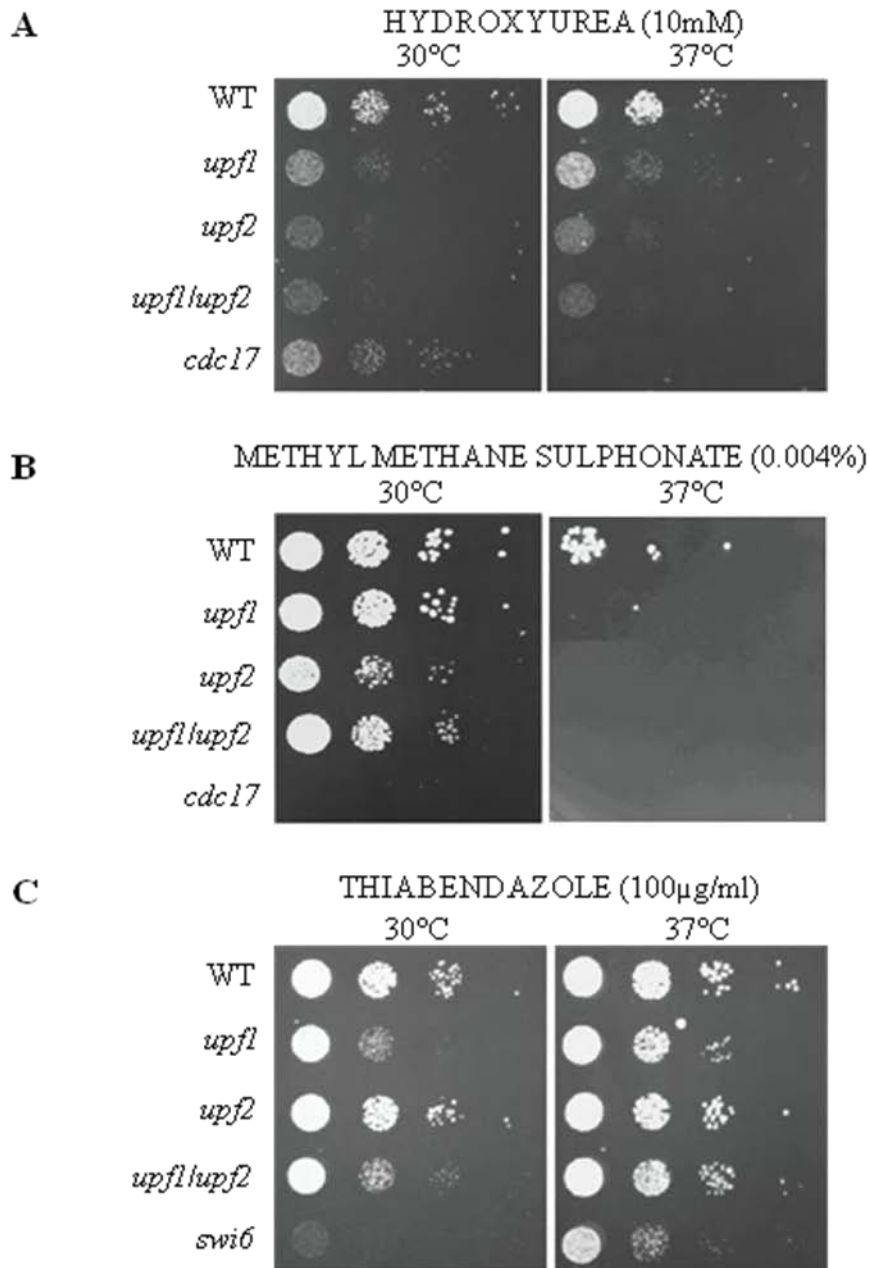 A
HYDROXYUREA (10mM)
30°C 37°C
WT
upf1
upf2
upf1/upf2
cdc17
B
METHYL METHANE SULPHONATE (0.004%)
30°C 37°C
WT
upf1
upf2
upf1/upf2
cdc17
C
THIABENDAZOLE (100µg/ml)
30°C 37°C
WT
upf1
upf2
upf1/upf2
swi6